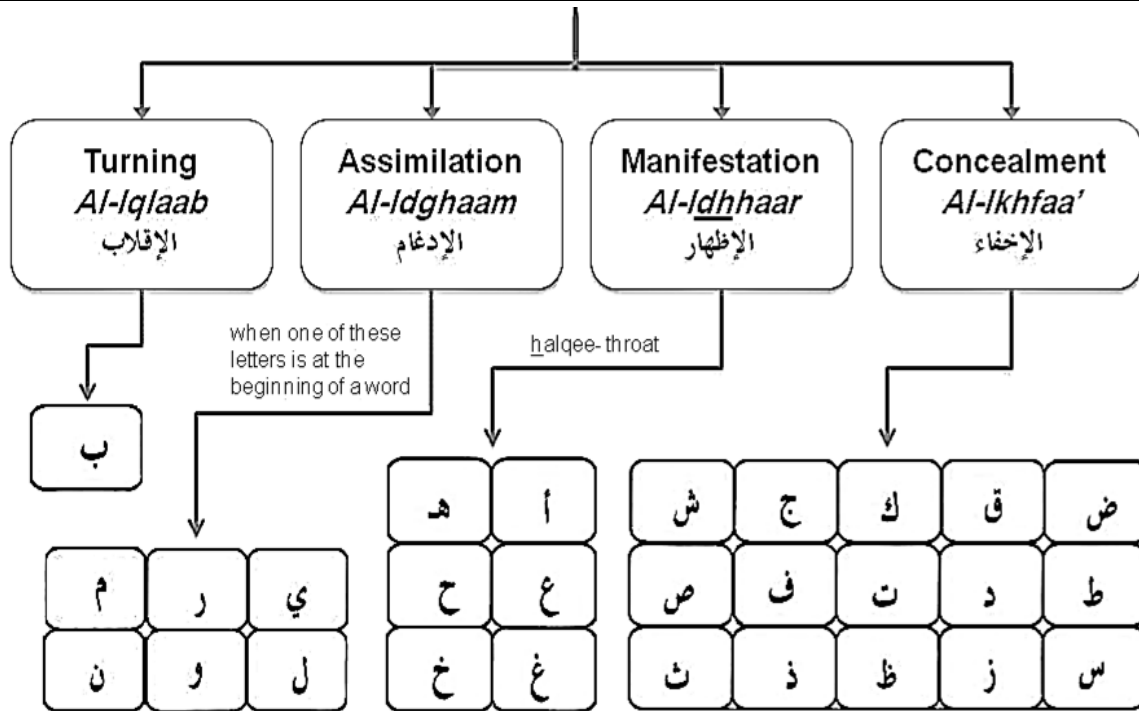 Turning
Al-Iqlaab
الإقلاب
Assimilation
Al-Idghaam
الإدغام
Manifestation
Al-Idhhaar
الإظهار
Concealment
Al-Ikhfaa'
الإخفاء
when one of these
letters is at the
beginning of a word
halqee- throat
ب
ي ر م
ل و ن
أ هـ
ع ح
غ خ
ض ق ك ج ش
ط د ت ف ص
س ز ظ ذ ث